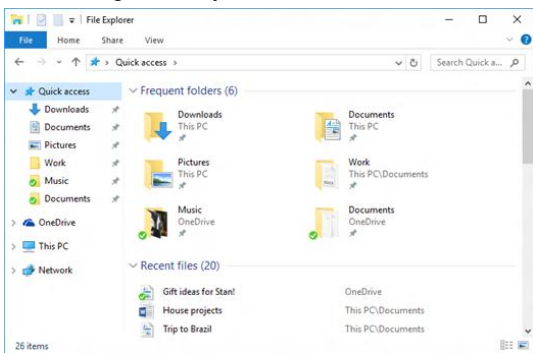 File Explorer
File Home Share View
Quick access
Search Quick a...
Quick access
Downloads
Documents
Pictures
Work
Music
Documents
OneDrive
This PC
Network
Frequent folders (6)
Downloads
This PC
Documents
This PC
Pictures
This PC
Work
This PC\Documents
Music
OneDrive
Documents
OneDrive
Recent files (20)
Gift ideas for Stan! OneDrive
House projects This PC\Documents
Trip to Brazil This PC\Documents
26 items